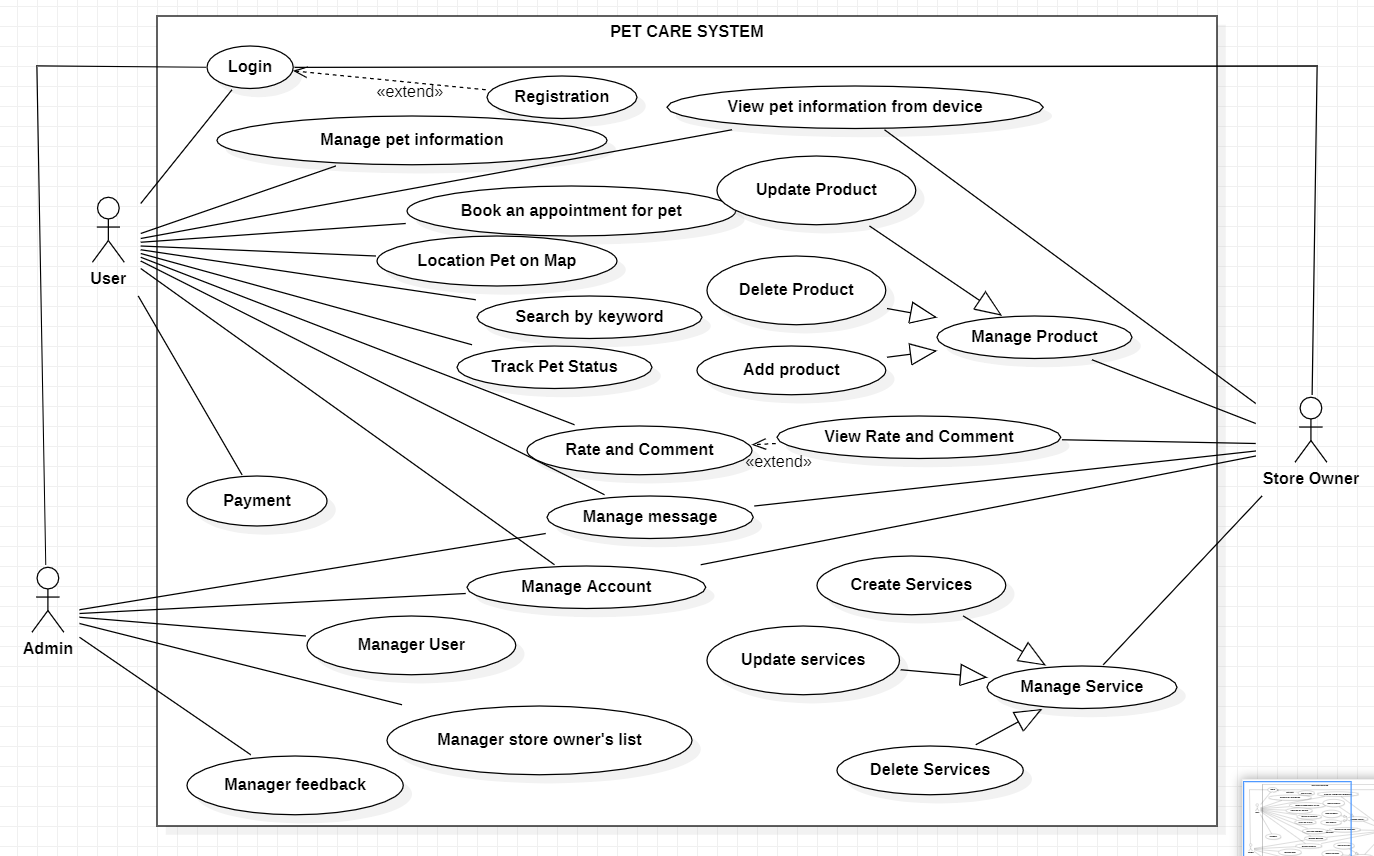 PET CARE SYSTEM
Login
«extend»
Registration
View pet information from device
Manage pet information
Update Product
Book an appointment for pet
Location Pet on Map
User
Delete Product
Search by keyword
Manage Product
Track Pet Status
Add product
View Rate and Comment
Rate and Comment
«extend»
Store Owner
Payment
Manage message
Manage Account
Create Services
Manager User
Admin
Update services
Manage Service
Manager store owner's list
Delete Services
Manager feedback